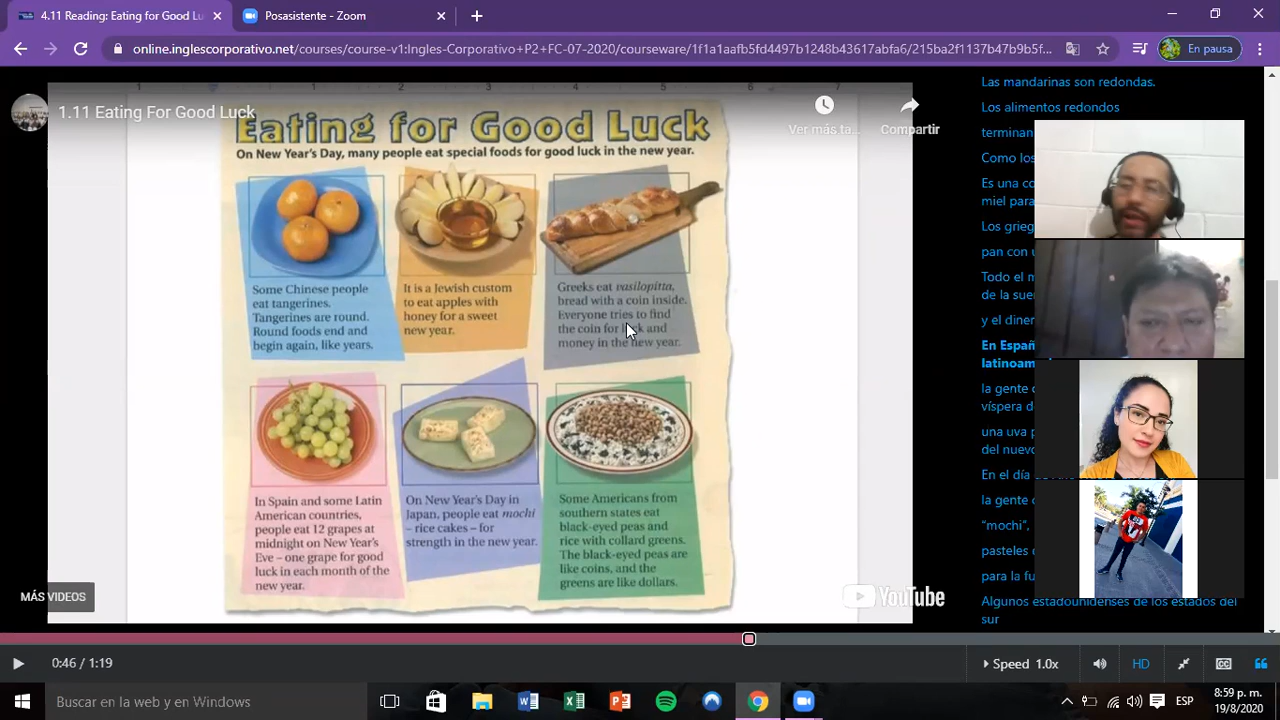 4.11 Reading: Eating for Good Lu
Posasistente - Zoom
online.inglescorporativo.net/courses/course-v1:Ingles-Corporativo+P2+FC-07-2020/courseware/1f1a1aafb5fd4497b1248b43617abfa6/215ba2f1137b47b9b5f...
En pausa
1.11 Eating For Good Luck
Ver más ta...
Compartir
Eating for Good Luck
On New Year's Day, many people eat special foods for good luck in the new year.
Some Chinese people
eat tangerines.
Tangerines are round.
Round foods end and
begin again, like years.
It is a Jewish custom
to eat apples with
honey for a sweet
new year.
Greeks eat vasilopitta,
bread with a coin inside.
Everyone tries to find
the coin for luck and
money in the new year.
In Spain and some Latin
American countries,
people eat 12 grapes at
midnight on New Year's
Eve – one grape for good
luck in each month of the
new year.
On New Year's Day in
Japan, people eat mochi
– rice cakes – for
strength in the new year.
Some Americans from
southern states eat
black-eyed peas and
rice with collard greens.
The black-eyed peas are
like coins, and the
greens are like dollars.
MÁS VIDEOS
YouTube
Las mandarinas son redondas.
Los alimentos redondos
terminan
Como los
Es una co
miel para
Los grieg
pan con u
Todo el m
de la suer
y el diner
En Españ
latinoam
la gente c
víspera d
una uva p
del nuevo
En el día
la gente c
"mochi",
pasteles
para la fu
Algunos estadounidenses de los estados del
sur
0:46 / 1:19
Speed 1.0x
HD
Buscar en la web y en Windows
ESP
8:59 p. m.
19/8/2020